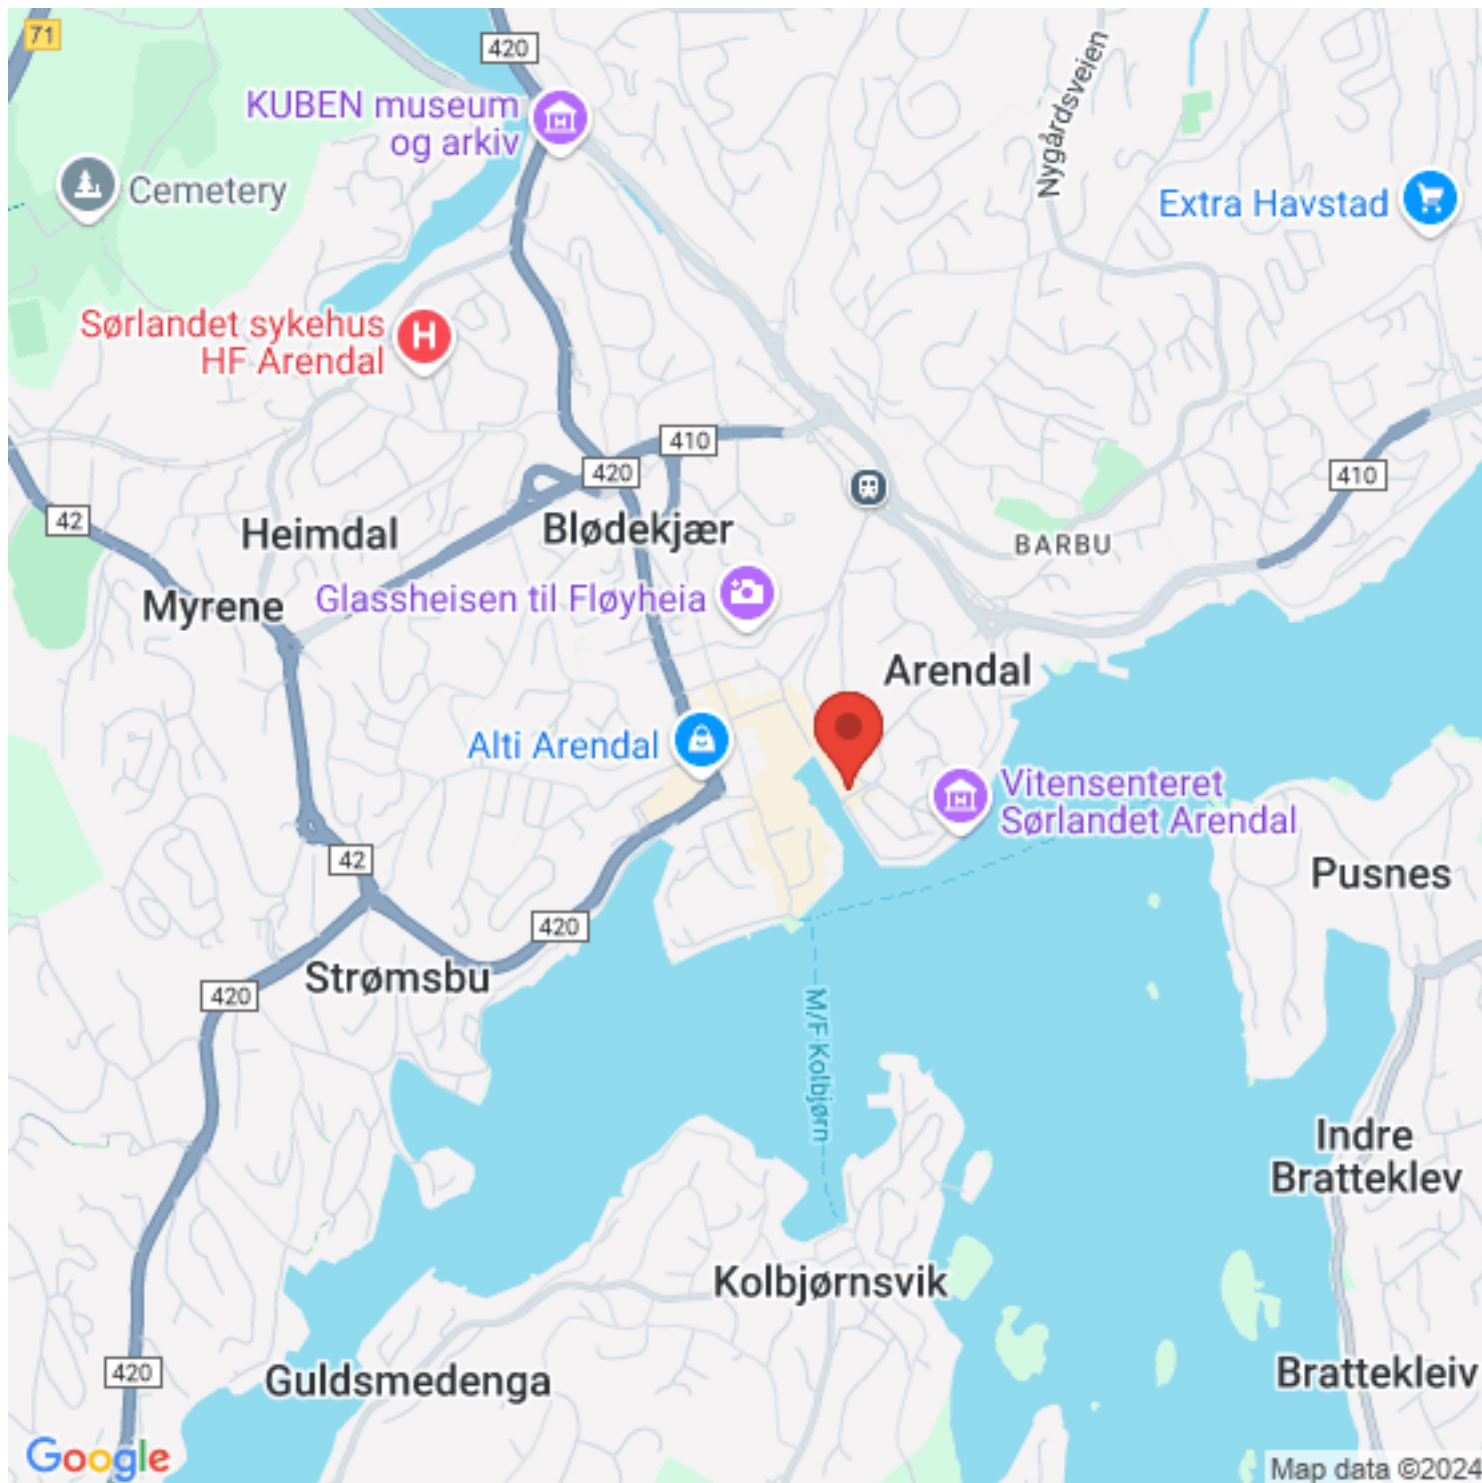 71
420
KUBEN museum
og arkiv
Nygårdsveien
Cemetery
Extra Havstad
Sørlandet sykehus
HF Arendal
H
410
420
410
42
Heimdal
Blødekjær
BARBU
Myrene
Glassheisen til Fløyheia
Arendal
Alti Arendal
Vitensenteret
Sørlandet Arendal
42
Pusnes
420
Strømsbu
420
M/F Kolbjørn
Indre
Bratteklev
Kolbjørnsvik
420
Guldsmedenga
Brattekleiv
Google
Map data ©2024